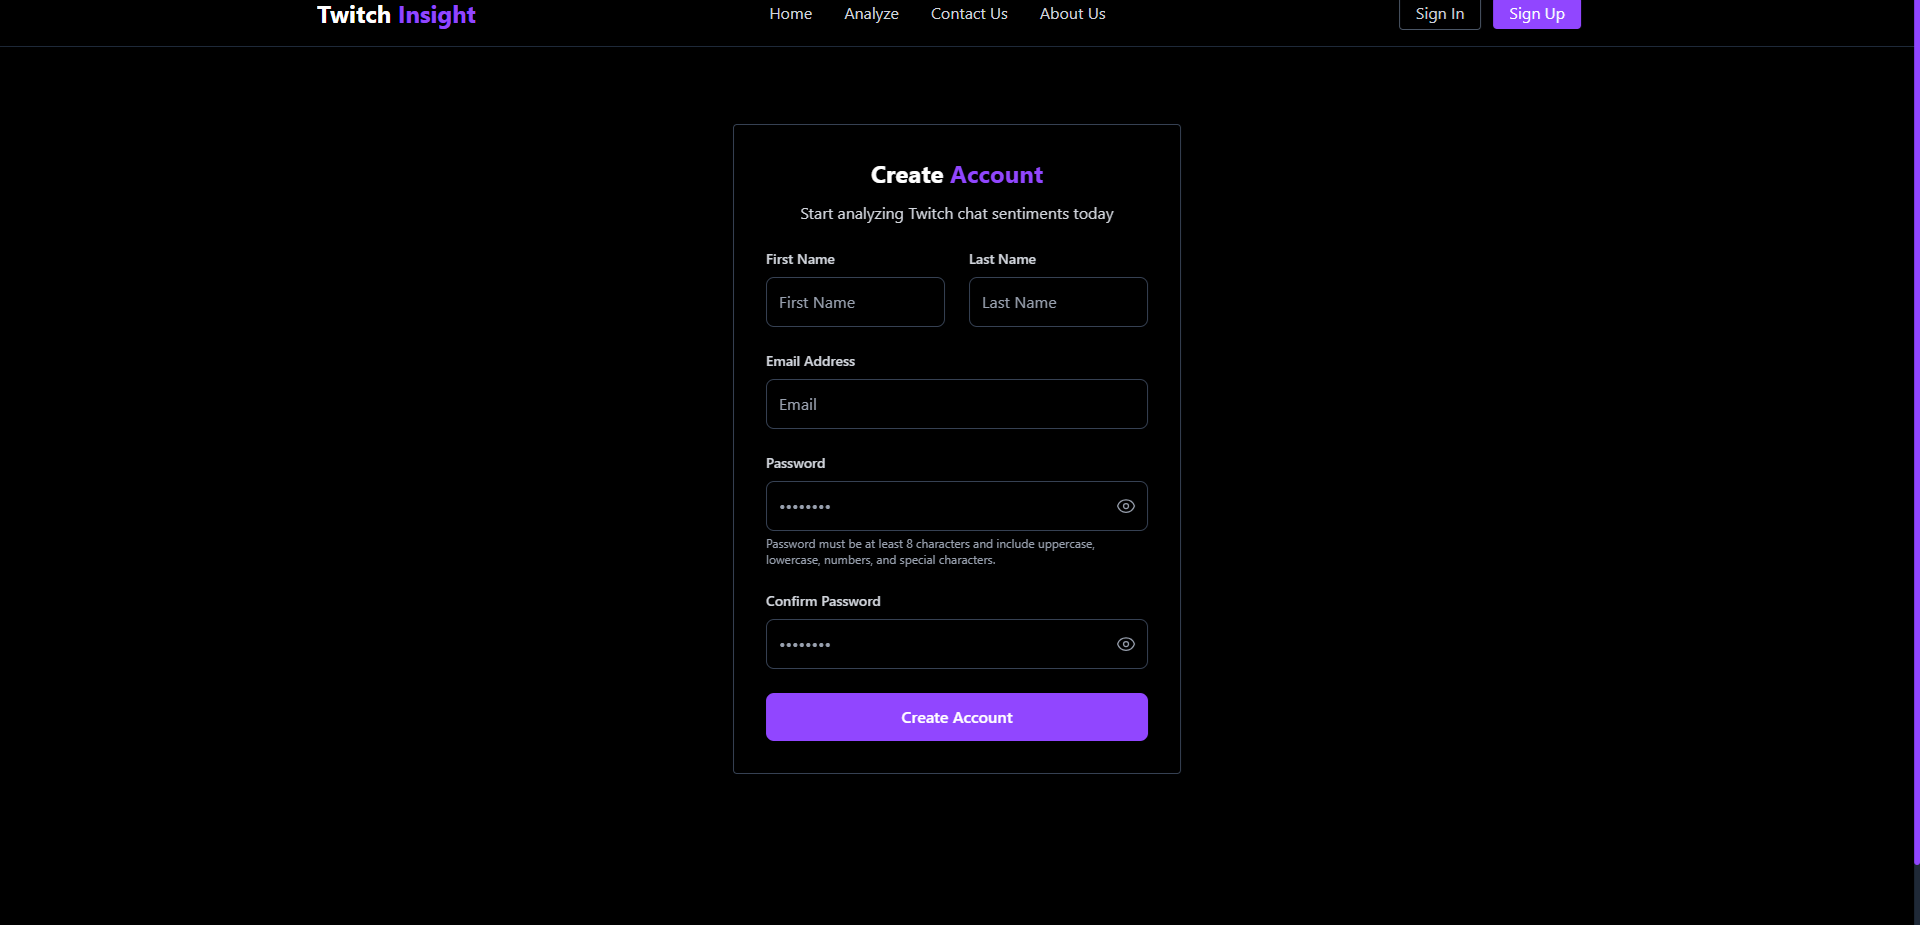 Twitch Insight
Home Analyze Contact Us About Us
Sign In Sign Up
Create Account
Start analyzing Twitch chat sentiments today
First Name Last Name
First Name Last Name
Email Address
Email
Password
••••••••
Password must be at least 8 characters and include uppercase,
lowercase, numbers, and special characters.
Confirm Password
••••••••
Create Account